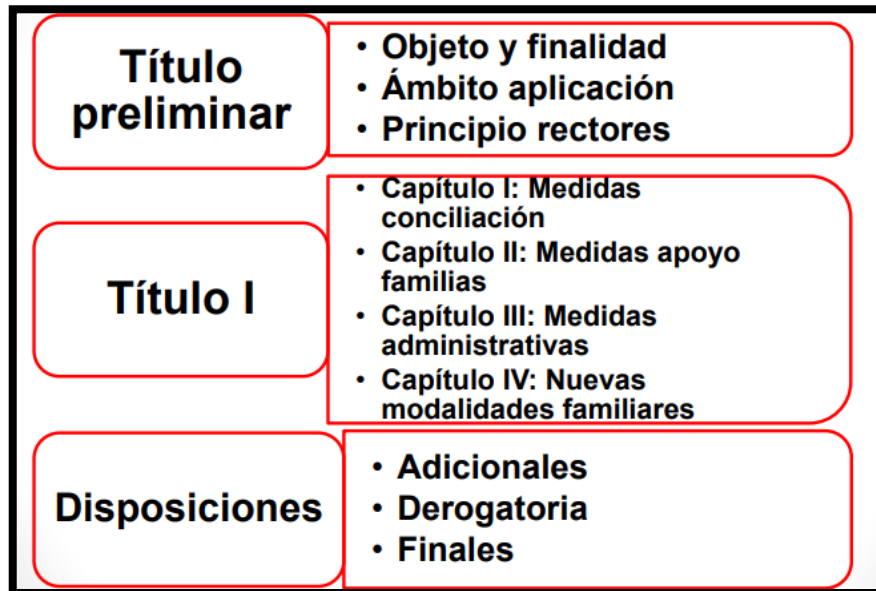 Título
preliminar
• Objeto y finalidad
• Ámbito aplicación
• Principio rectores
Título I
• Capítulo I: Medidas
conciliación
• Capítulo II: Medidas apoyo
familias
• Capítulo III: Medidas
administrativas
• Capítulo IV: Nuevas
modalidades familiares
Disposiciones
• Adicionales
• Derogatoria
• Finales